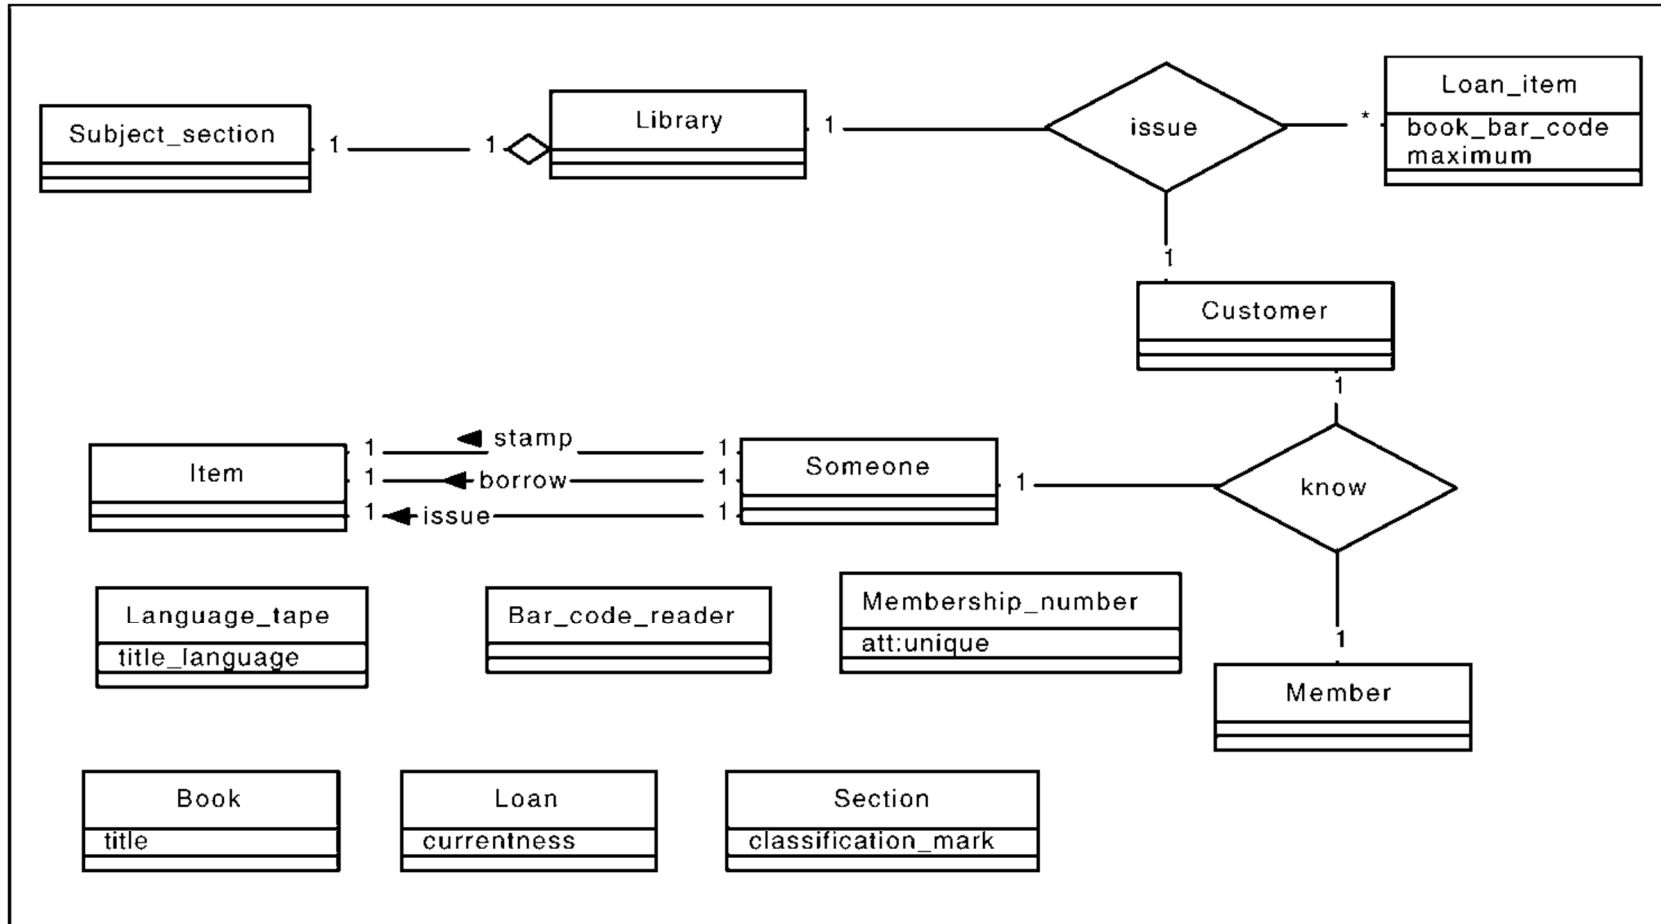 Subject_section
1
1
Library
1
issue
*
Loan_item
book_bar_code
maximum
1
Customer
1
Item
1
stamp
1
1
borrow
1
1
issue
1
Someone
1
know
1
Member
Language_tape
title_language
Bar_code_reader
Membership_number
att:unique
Book
title
Loan
currentness
Section
classification_mark